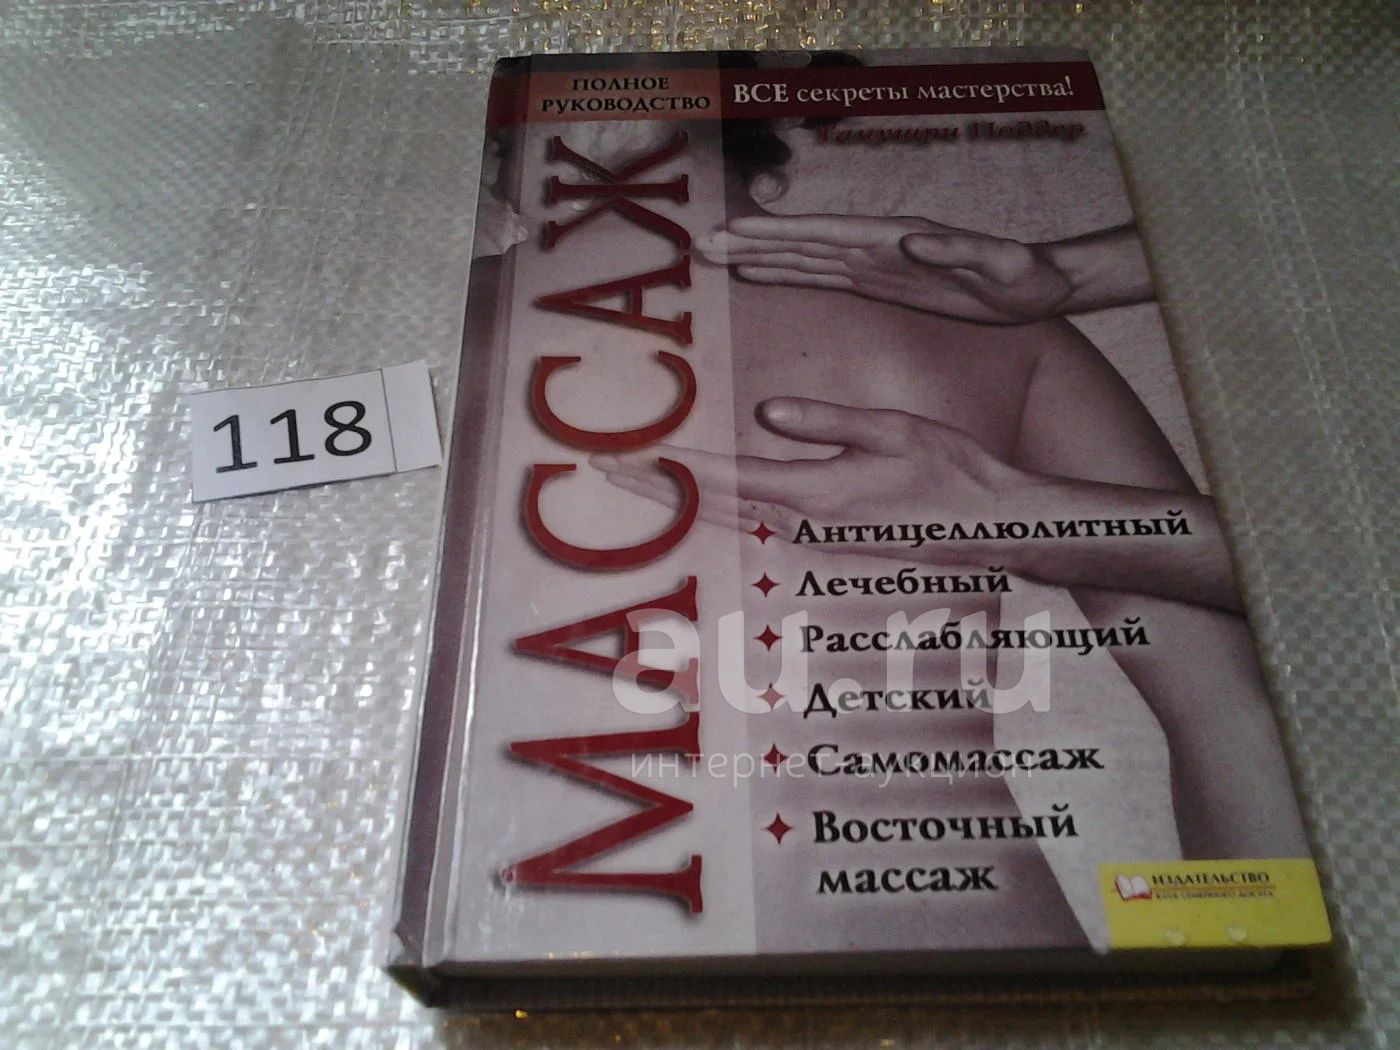 ПОЛНОЕ
РУКОВОДСТВО
ВСЕ секреты мастерства!
Поддер
МАССАЖ
118
Антицеллюлитный
Лечебный
Расслабляющий
Детский
Самомассаж
Восточный
массаж
au.ru
интернет-аукцион
ИЗДАТЕЛЬСТВО